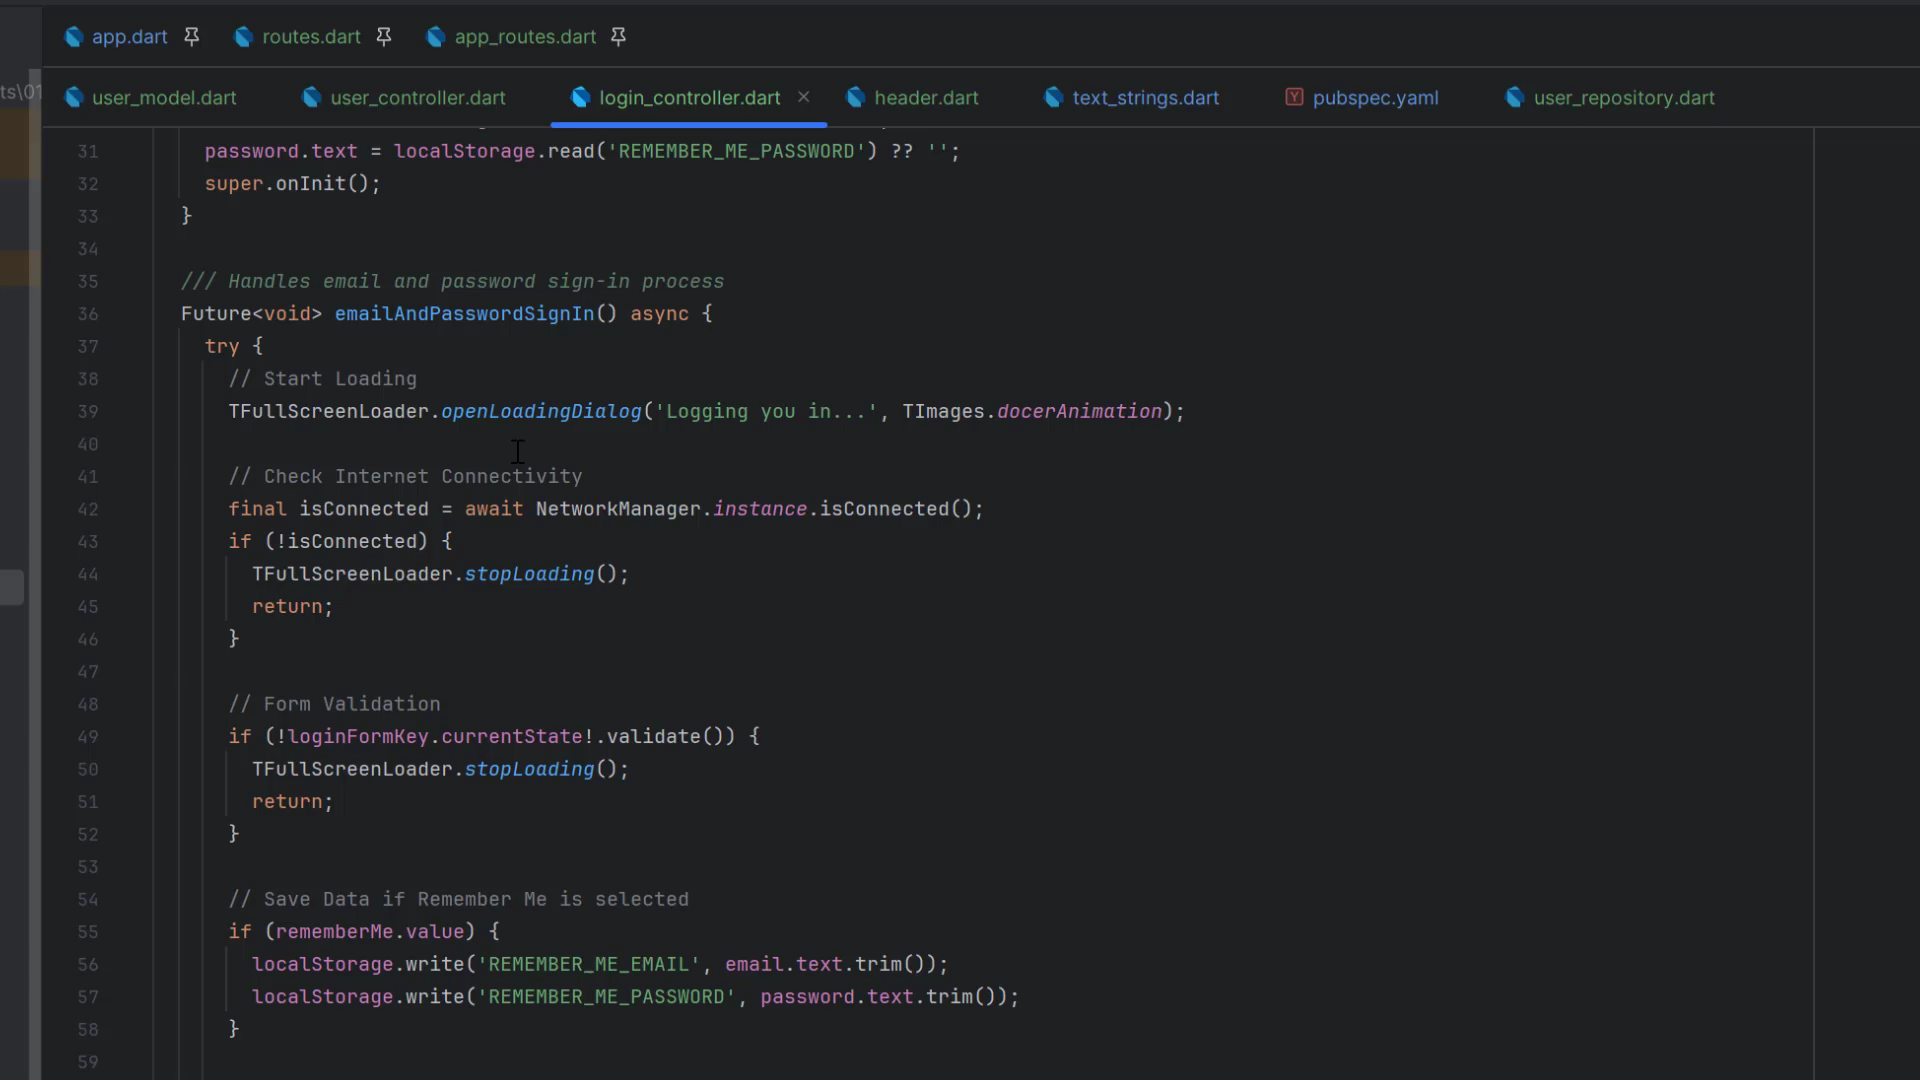 app.dart
routes.dart
app_routes.dart
ts\01
user_model.dart
user_controller.dart
login_controller.dart
header.dart
text_strings.dart
pubspec.yaml
user_repository.dart
31 password.text = localStorage.read('REMEMBER_ME_PASSWORD') ?? '';
32 super.onInit();
33 }
34
35 /// Handles email and password sign-in process
36 Future<void> emailAndPasswordSignIn() async {
37 try {
38 // Start Loading
39 TFullScreenLoader.openLoadingDialog('Logging you in...', TImages.docerAnimation);
40
41 // Check Internet Connectivity
42 final isConnected = await NetworkManager.instance.isConnected();
43 if (!isConnected) {
44 TFullScreenLoader.stopLoading();
45 return;
46 }
47
48 // Form Validation
49 if (!loginFormKey.currentState!.validate()) {
50 TFullScreenLoader.stopLoading();
51 return;
52 }
53
54 // Save Data if Remember Me is selected
55 if (rememberMe.value) {
56 localStorage.write('REMEMBER_ME_EMAIL', email.text.trim());
57 localStorage.write('REMEMBER_ME_PASSWORD', password.text.trim());
58 }
59